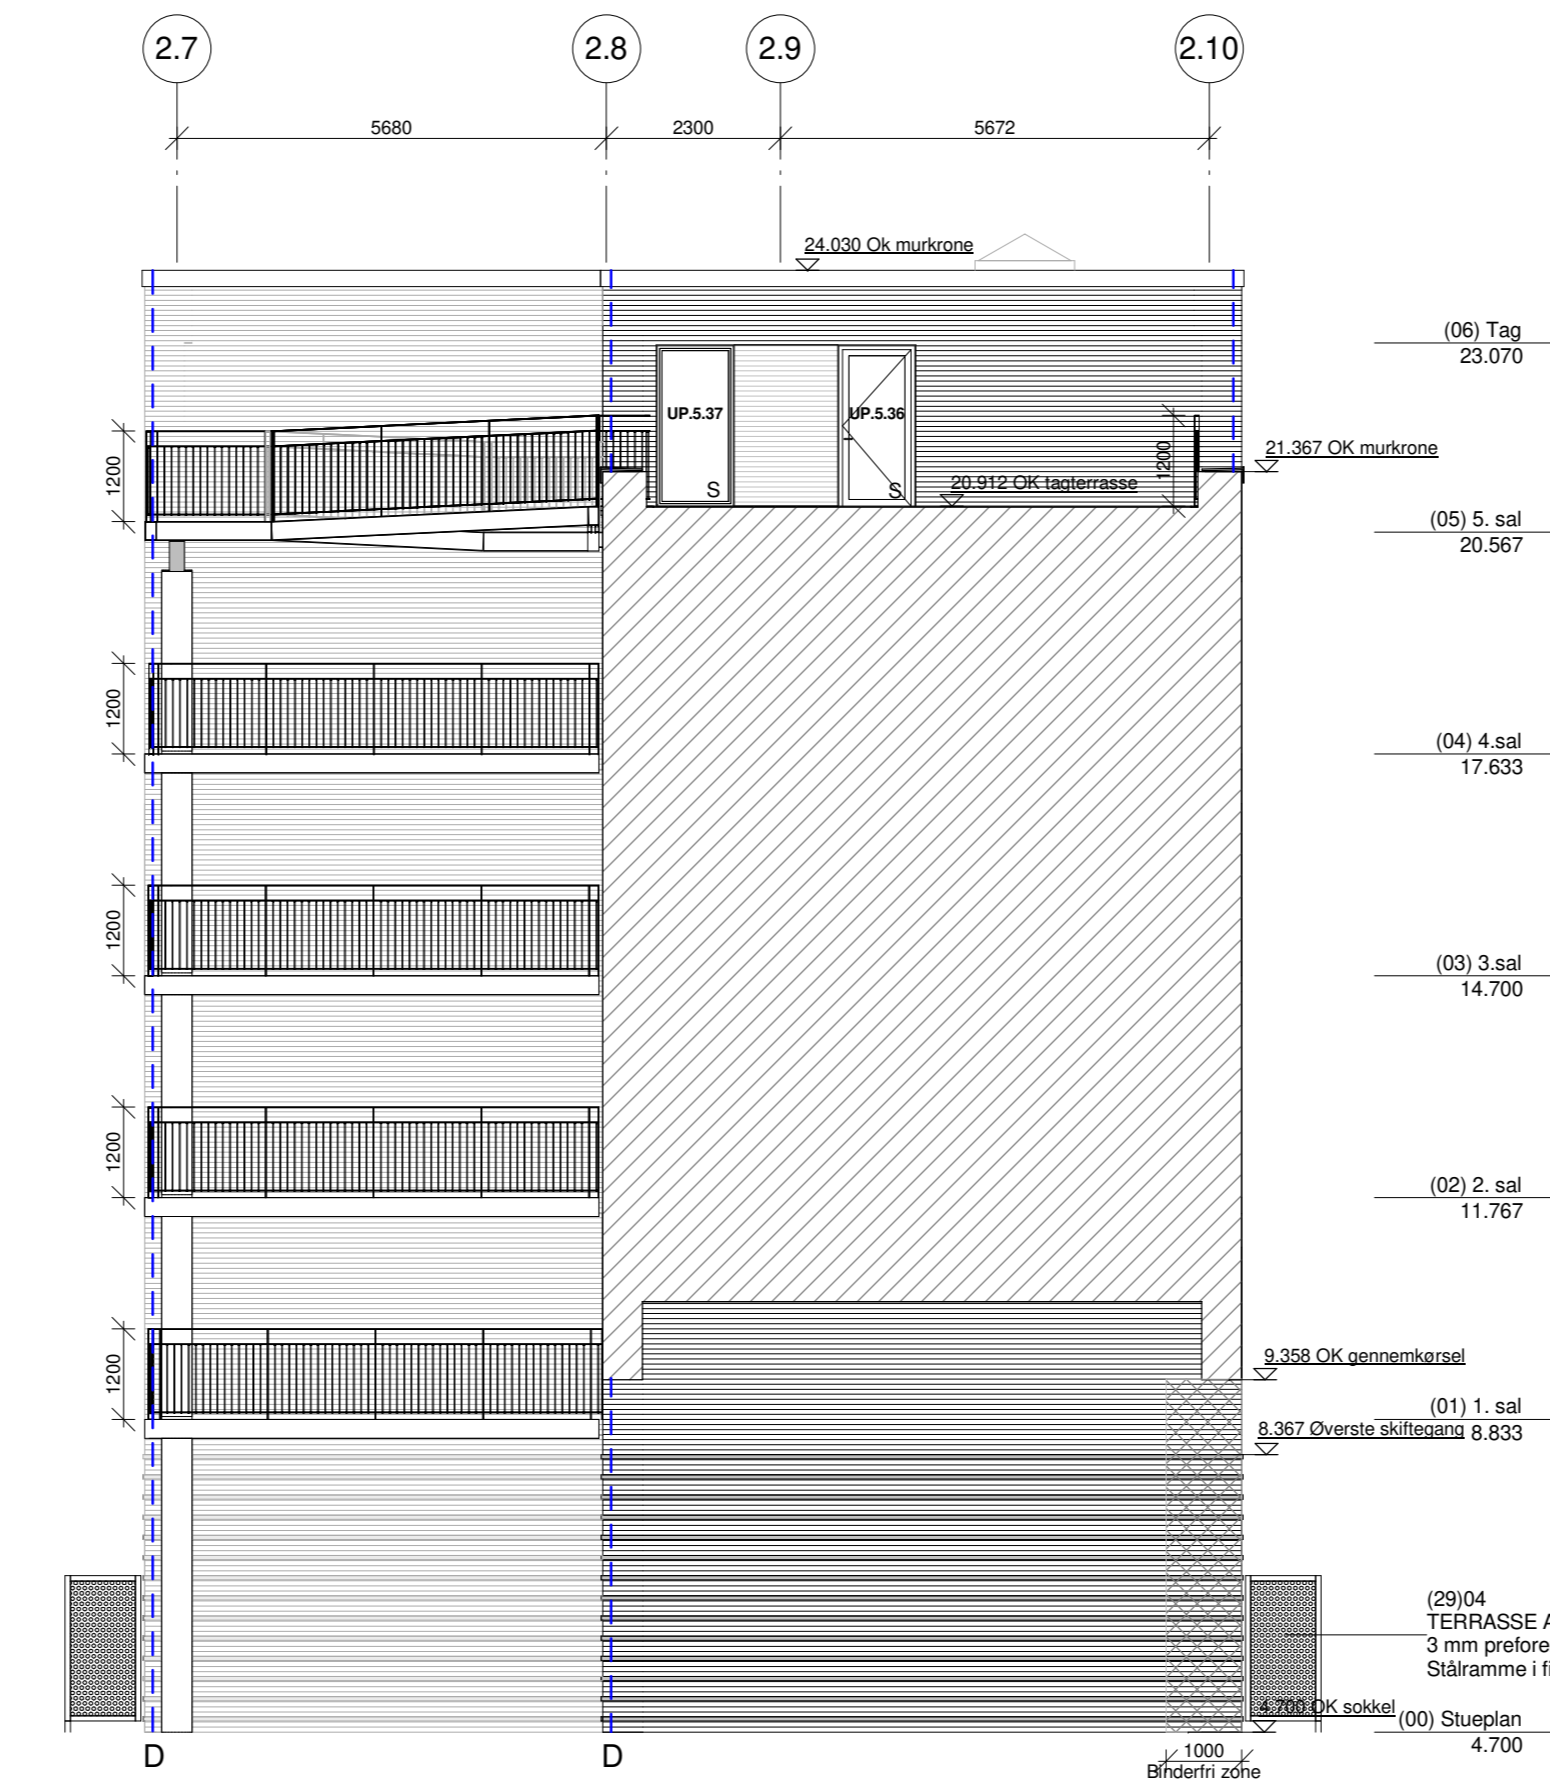 2.7
2.8
2.9
2.10
5680
2300
5672
24.030 Ok murkrone
(06) Tag
23.070
UP.5.37
UP.5.36
S
S
1200
1200
21.367 OK murkrone
20.912 OK tagterrasse
(05) 5. sal
20.567
1200
(04) 4.sal
17.633
1200
(03) 3.sal
14.700
1200
(02) 2. sal
11.767
1200
9.358 OK gennemkørsel
(01) 1. sal
8.833
8.367 Øverste skiftegang
(29)04
TERRASSE A
3 mm prefore
Stålramme i fi
4.700 OK sokkel
(00) Stueplan
4.700
D
D
1000
Binderfri zone